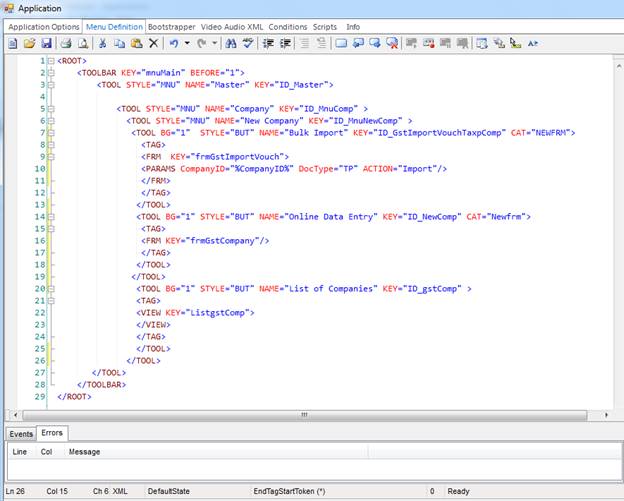 Application
Application Options Menu Definition Bootstrapper Video Audio XML Conditions Scripts Info
1 <ROOT>
2 <TOOLBAR KEY="mnuMain" BEFORE="1">
3 <TOOL STYLE="MNU" NAME="Master" KEY="ID_Master">
4
5 <TOOL STYLE="MNU" NAME="Company" KEY="ID_MnuComp" >
6 <TOOL STYLE="MNU" NAME="New Company" KEY="ID_MnuNewComp" >
7 <TOOL BG="1" STYLE="BUT" NAME="Bulk Import" KEY="ID_GstImportVouchTaxpComp" CAT="NEWFRM">
8 <TAG>
9 <FRM KEY="frmGstImportVouch">
10 <PARAMS CompanyID="%CompanyID%" DocType="TP" ACTION="Import"/>
11 </FRM>
12 </TAG>
13 </TOOL>
14 <TOOL BG="1" STYLE="BUT" NAME="Online Data Entry" KEY="ID_NewComp" CAT="Newfrm">
15 <TAG>
16 <FRM KEY="frmGstCompany"/>
17 </TAG>
18 </TOOL>
19 </TOOL>
20 <TOOL BG="1" STYLE="BUT" NAME="List of Companies" KEY="ID_gstComp" >
21 <TAG>
22 <VIEW KEY="ListgstComp">
23 </VIEW>
24 </TAG>
25 </TOOL>
26 </TOOL>
27 </TOOL>
28 </TOOLBAR>
29 </ROOT>
Events Errors
Line Col Message
Ln 26 Col 15 Ch 6 XML DefaultState EndTagStartToken (*) 0 Ready